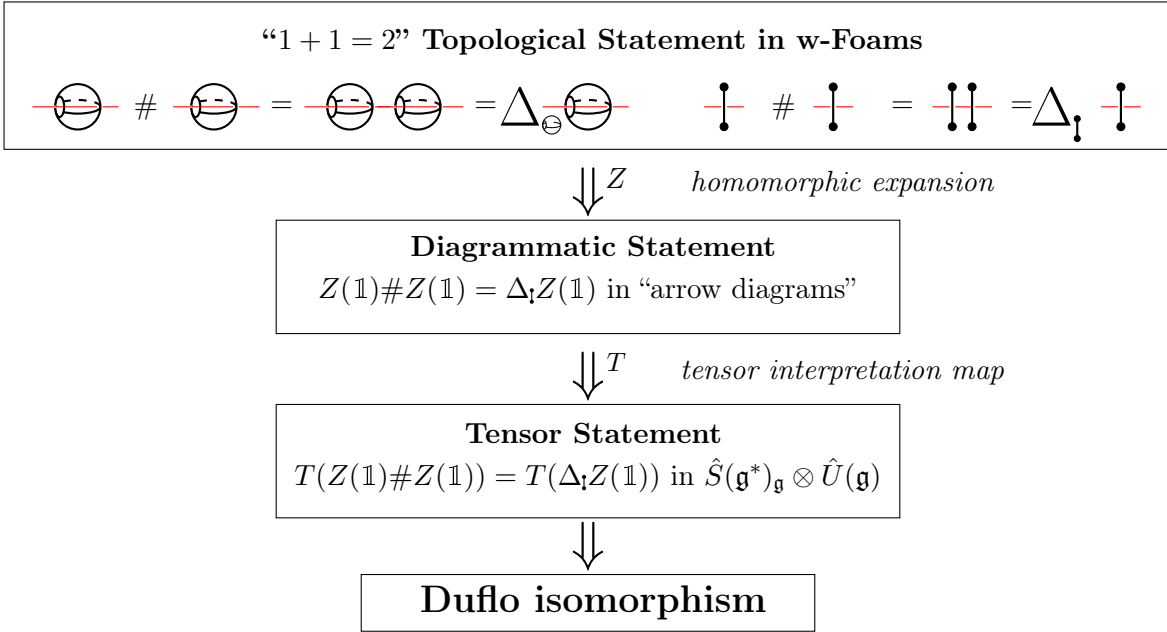 “1 + 1 = 2” Topological Statement in w-Foams
# = = Δ # = = Δ
Z homomorphic expansion
Diagrammatic Statement
Z(𝟙)#Z(𝟙) = Δ Z(𝟙) in “arrow diagrams”
T tensor interpretation map
Tensor Statement
T(Z(𝟙)#Z(𝟙)) = T(Δ Z(𝟙)) in Ŝ(𝔤*)_𝔤 ⊗ Û(𝔤)
Duflo isomorphism